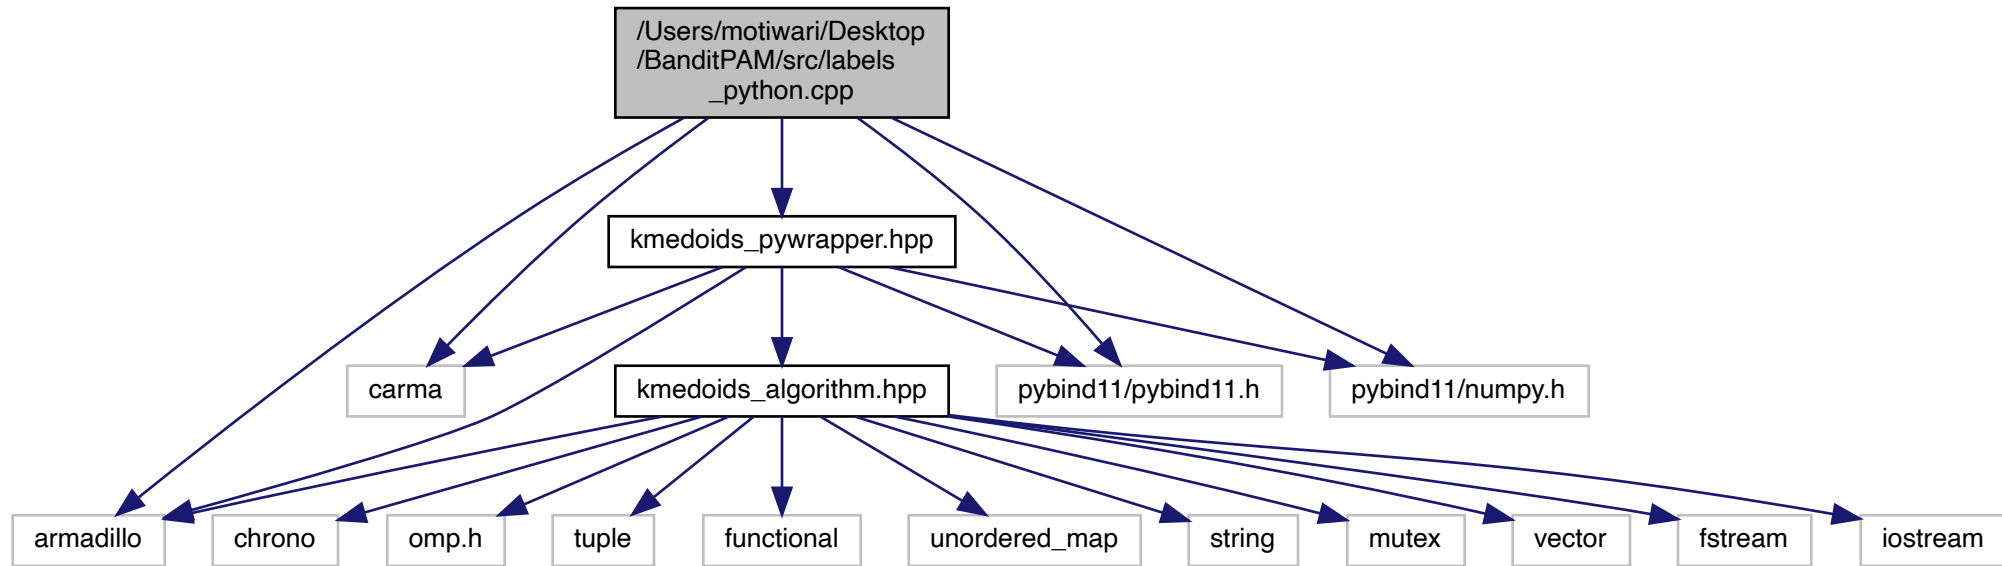 /Users/motiwari/Desktop
/BanditPAM/src/labels
_python.cpp
kmedoids_pywrapper.hpp
carma
kmedoids_algorithm.hpp
pybind11/pybind11.h
pybind11/numpy.h
armadillo
chrono
omp.h
tuple
functional
unordered_map
string
mutex
vector
fstream
iostream